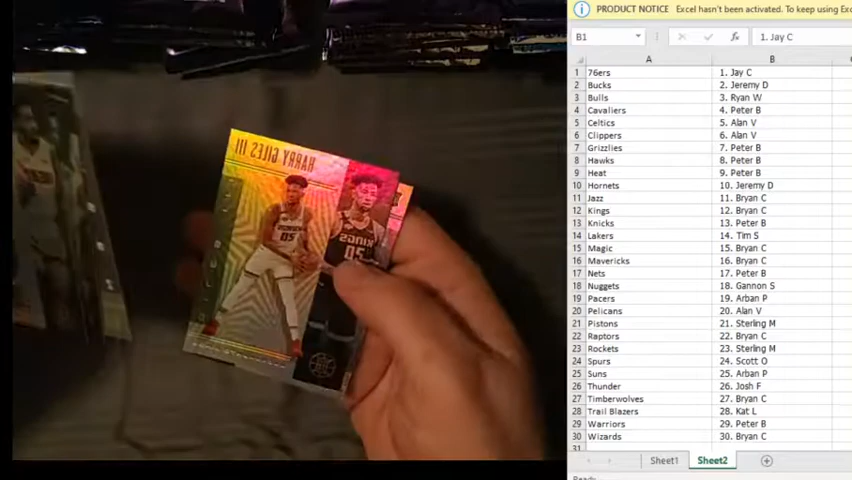 PRODUCT NOTICE Excel hasn't been activated. To keep using Exc
B1 fx 1. Jay C
A B
1 76ers 1. Jay C
2 Bucks 2. Jeremy D
3 Bulls 3. Ryan W
4 Cavaliers 4. Peter B
5 Celtics 5. Alan V
6 Clippers 6. Alan V
7 Grizzlies 7. Peter B
8 Hawks 8. Peter B
9 Heat 9. Peter B
10 Hornets 10. Jeremy D
11 Jazz 11. Bryan C
12 Kings 12. Bryan C
13 Knicks 13. Peter B
14 Lakers 14. Tim S
15 Magic 15. Bryan C
16 Mavericks 16. Bryan C
17 Nets 17. Peter B
18 Nuggets 18. Gannon S
19 Pacers 19. Arban P
20 Pelicans 20. Alan V
21 Pistons 21. Sterling M
22 Raptors 22. Bryan C
23 Rockets 23. Sterling M
24 Spurs 24. Scott O
25 Suns 25. Arban P
26 Thunder 26. Josh F
27 Timberwolves 27. Bryan C
28 Trail Blazers 28. Kat L
29 Warriors 29. Peter B
30 Wizards 30. Bryan C
31
Sheet1 Sheet2
Ready
HARRY GILES III